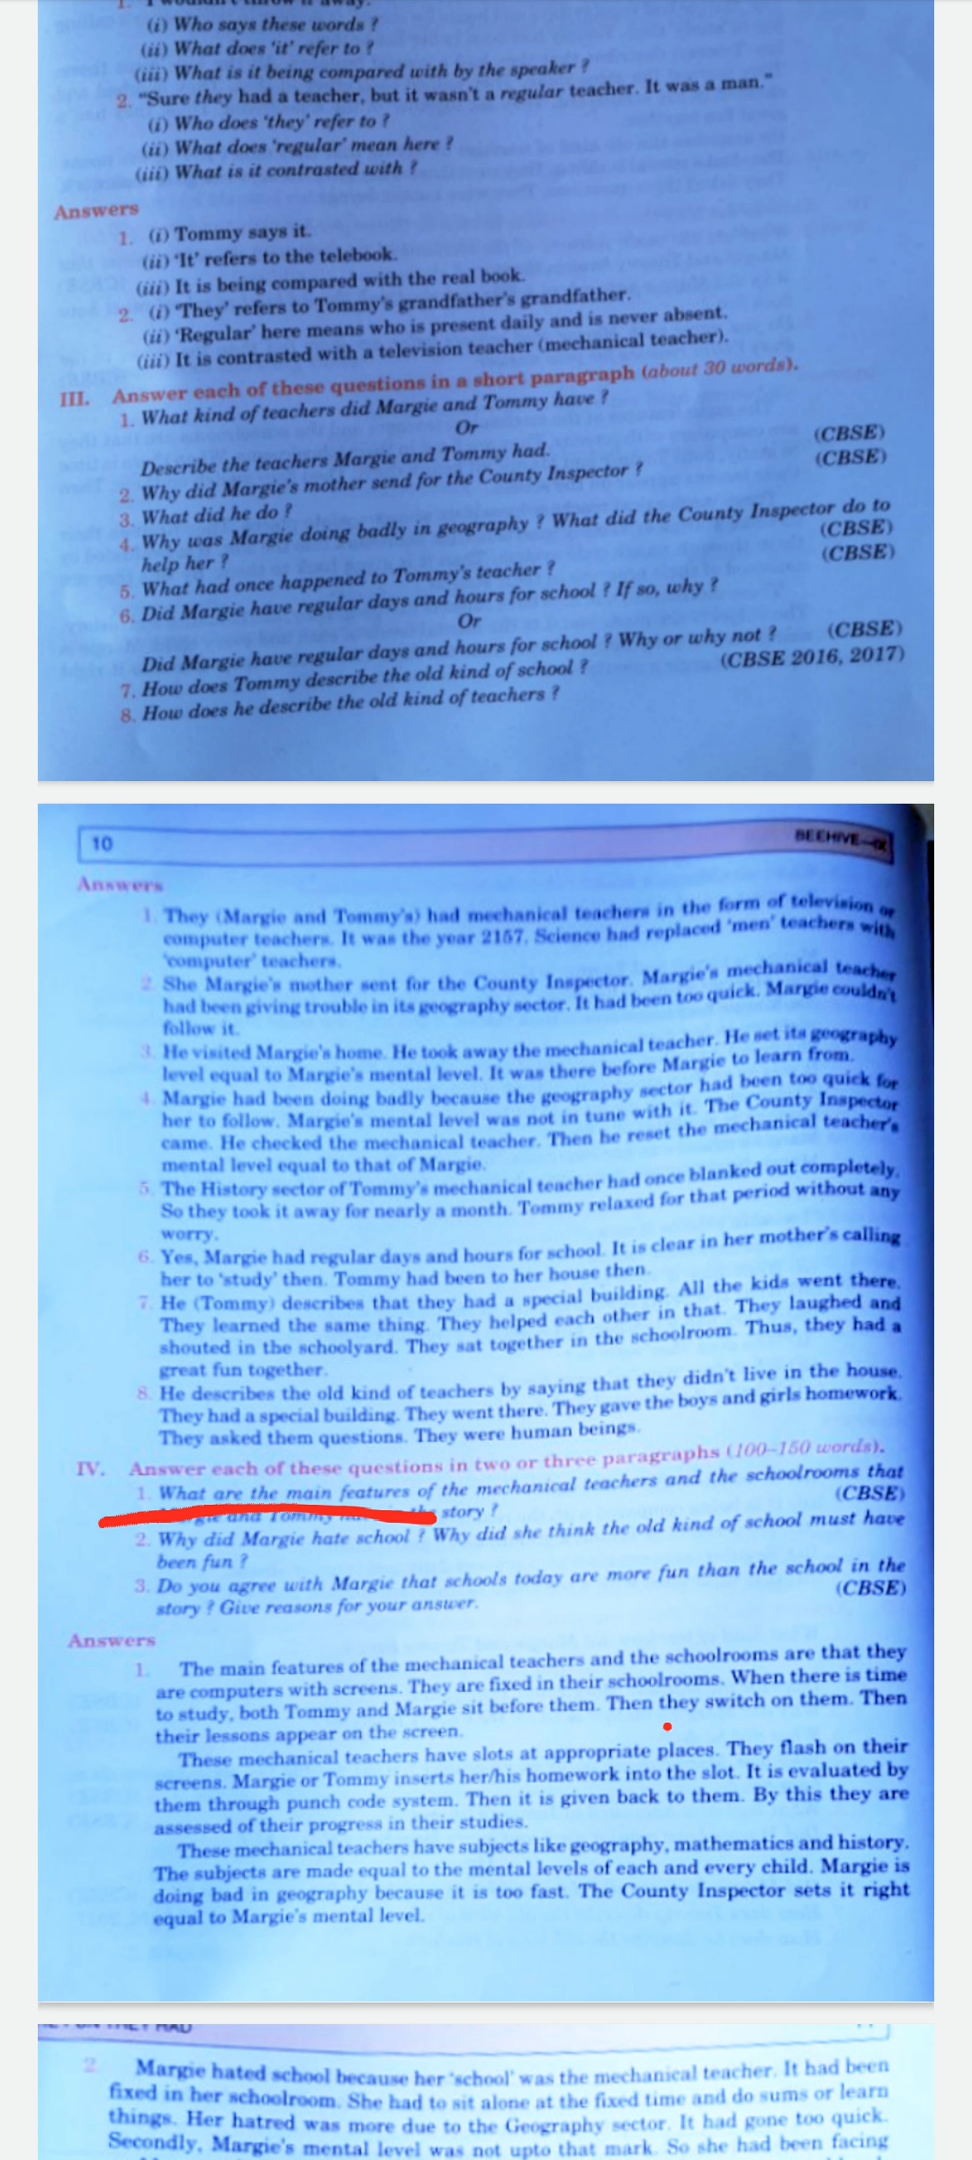 (i) Who says these words ?
(ii) What does 'it' refer to ?
(iii) What is it being compared with by the speaker ?
2. "Sure they had a teacher, but it wasn't a regular teacher. It was a man."
(i) Who does 'they' refer to ?
(ii) What does 'regular' mean here ?
(iii) What is it contrasted with ?
Answers
1. (i) Tommy says it.
(ii) 'It' refers to the telebook.
(iii) It is being compared with the real book.
2. (i) 'They' refers to Tommy's grandfather's grandfather.
(ii) 'Regular' here means who is present daily and is never absent.
(iii) It is contrasted with a television teacher (mechanical teacher).
III. Answer each of these questions in a short paragraph (about 30 words).
1. What kind of teachers did Margie and Tommy have ?
Or
Describe the teachers Margie and Tommy had. (CBSE)
2. Why did Margie's mother send for the County Inspector ? (CBSE)
3. What did he do ?
4. Why was Margie doing badly in geography ? What did the County Inspector do to
help her ? (CBSE)
5. What had once happened to Tommy's teacher ? (CBSE)
6. Did Margie have regular days and hours for school ? If so, why ?
Or
Did Margie have regular days and hours for school ? Why or why not ? (CBSE)
7. How does Tommy describe the old kind of school ? (CBSE 2016, 2017)
8. How does he describe the old kind of teachers ?
10 BEEHIVE—IX
Answers
1. They (Margie and Tommy's) had mechanical teachers in the form of television or
computer teachers. It was the year 2157. Science had replaced 'men' teachers with
'computer' teachers.
2. She Margie's mother sent for the County Inspector. Margie's mechanical teacher
had been giving trouble in its geography sector. It had been too quick. Margie couldn't
follow it.
3. He visited Margie's home. He took away the mechanical teacher. He set its geography
level equal to Margie's mental level. It was there before Margie to learn from.
4. Margie had been doing badly because the geography sector had been too quick for
her to follow. Margie's mental level was not in tune with it. The County Inspector
came. He checked the mechanical teacher. Then he reset the mechanical teacher's
mental level equal to that of Margie.
5. The History sector of Tommy's mechanical teacher had once blanked out completely.
So they took it away for nearly a month. Tommy relaxed for that period without any
worry.
6. Yes, Margie had regular days and hours for school. It is clear in her mother's calling
her to 'study' then. Tommy had been to her house then.
7. He (Tommy) describes that they had a special building. All the kids went there.
They learned the same thing. They helped each other in that. They laughed and
shouted in the schoolyard. They sat together in the schoolroom. Thus, they had a
great fun together.
8. He describes the old kind of teachers by saying that they didn't live in the house.
They had a special building. They went there. They gave the boys and girls homework.
They asked them questions. They were human beings.
IV. Answer each of these questions in two or three paragraphs (100–150 words).
1. What are the main features of the mechanical teachers and the schoolrooms that
and Tommy the story ? (CBSE)
2. Why did Margie hate school ? Why did she think the old kind of school must have
been fun ?
3. Do you agree with Margie that schools today are more fun than the school in the
story ? Give reasons for your answer. (CBSE)
Answers
1. The main features of the mechanical teachers and the schoolrooms are that they
are computers with screens. They are fixed in their schoolrooms. When there is time
to study, both Tommy and Margie sit before them. Then they switch on them. Then
their lessons appear on the screen.
These mechanical teachers have slots at appropriate places. They flash on their
screens. Margie or Tommy inserts her/his homework into the slot. It is evaluated by
them through punch code system. Then it is given back to them. By this they are
assessed of their progress in their studies.
These mechanical teachers have subjects like geography, mathematics and history.
The subjects are made equal to the mental levels of each and every child. Margie is
doing bad in geography because it is too fast. The County Inspector sets it right
equal to Margie's mental level.
2. Margie hated school because her 'school' was the mechanical teacher. It had been
fixed in her schoolroom. She had to sit alone at the fixed time and do sums or learn
things. Her hatred was more due to the Geography sector. It had gone too quick.
Secondly, Margie's mental level was not upto that mark. So she had been facing